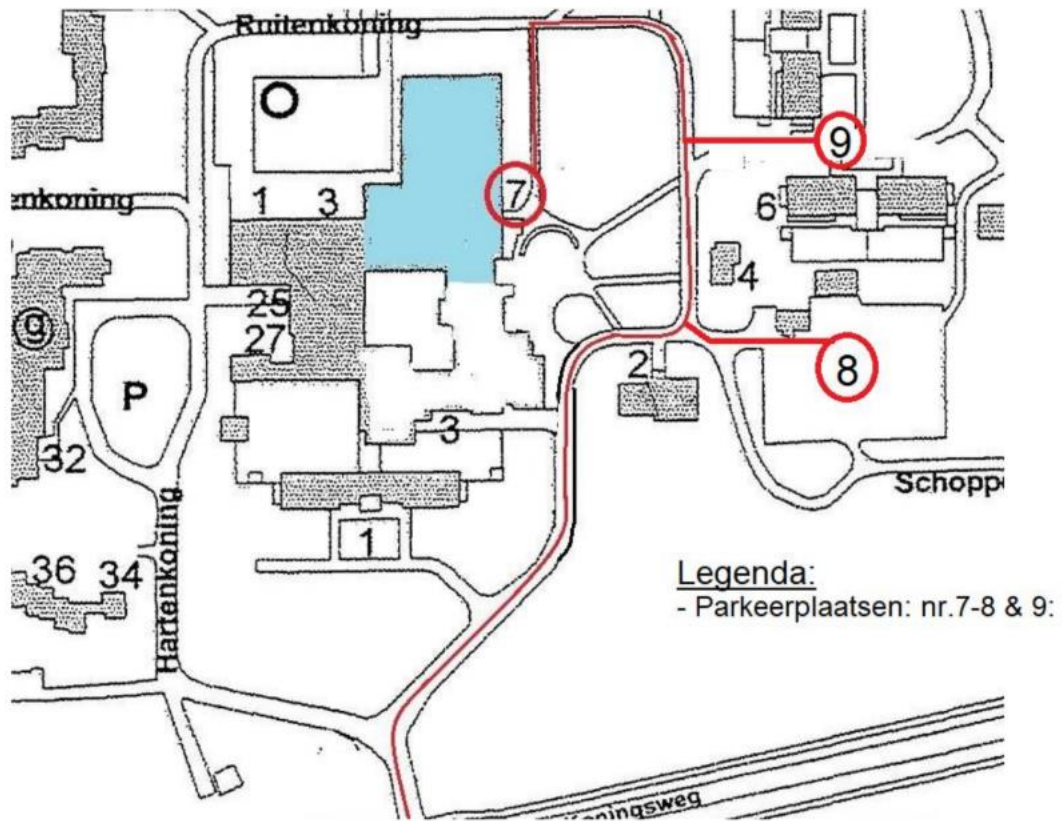 Ruitenkoning
9
7
enkoning
1
3
6
4
25
27
g
P
2
8
3
32
Schoppe
1
36
34
Hartenkoning
Legenda:
- Parkeerplaatsen: nr.7-8 & 9:
oningsweg